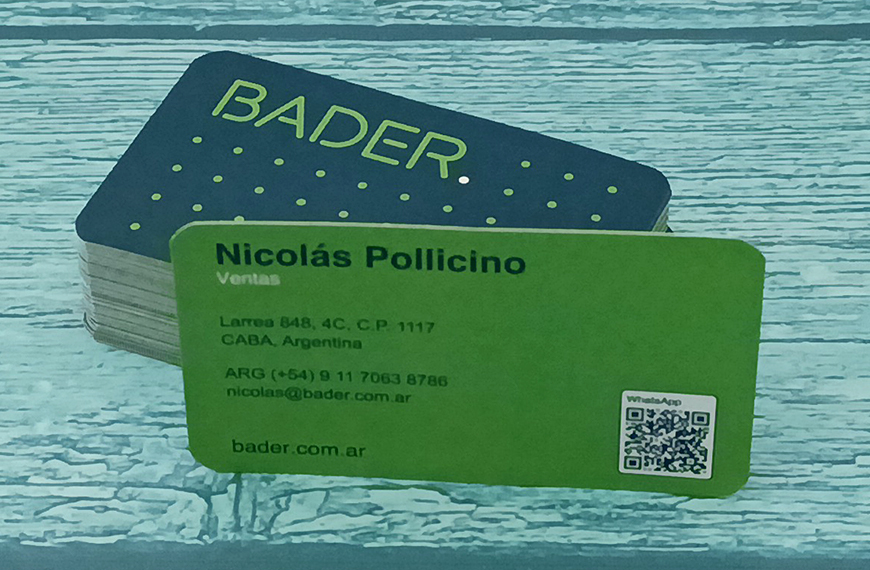 BADER.
Nicolás Pollicino
Ventas
Larrea 848, 4C, C.P. 1117
CABA, Argentina
ARG (+54) 9 11 7063 8786
nicolas@bader.com.ar
WhatsApp
bader.com.ar